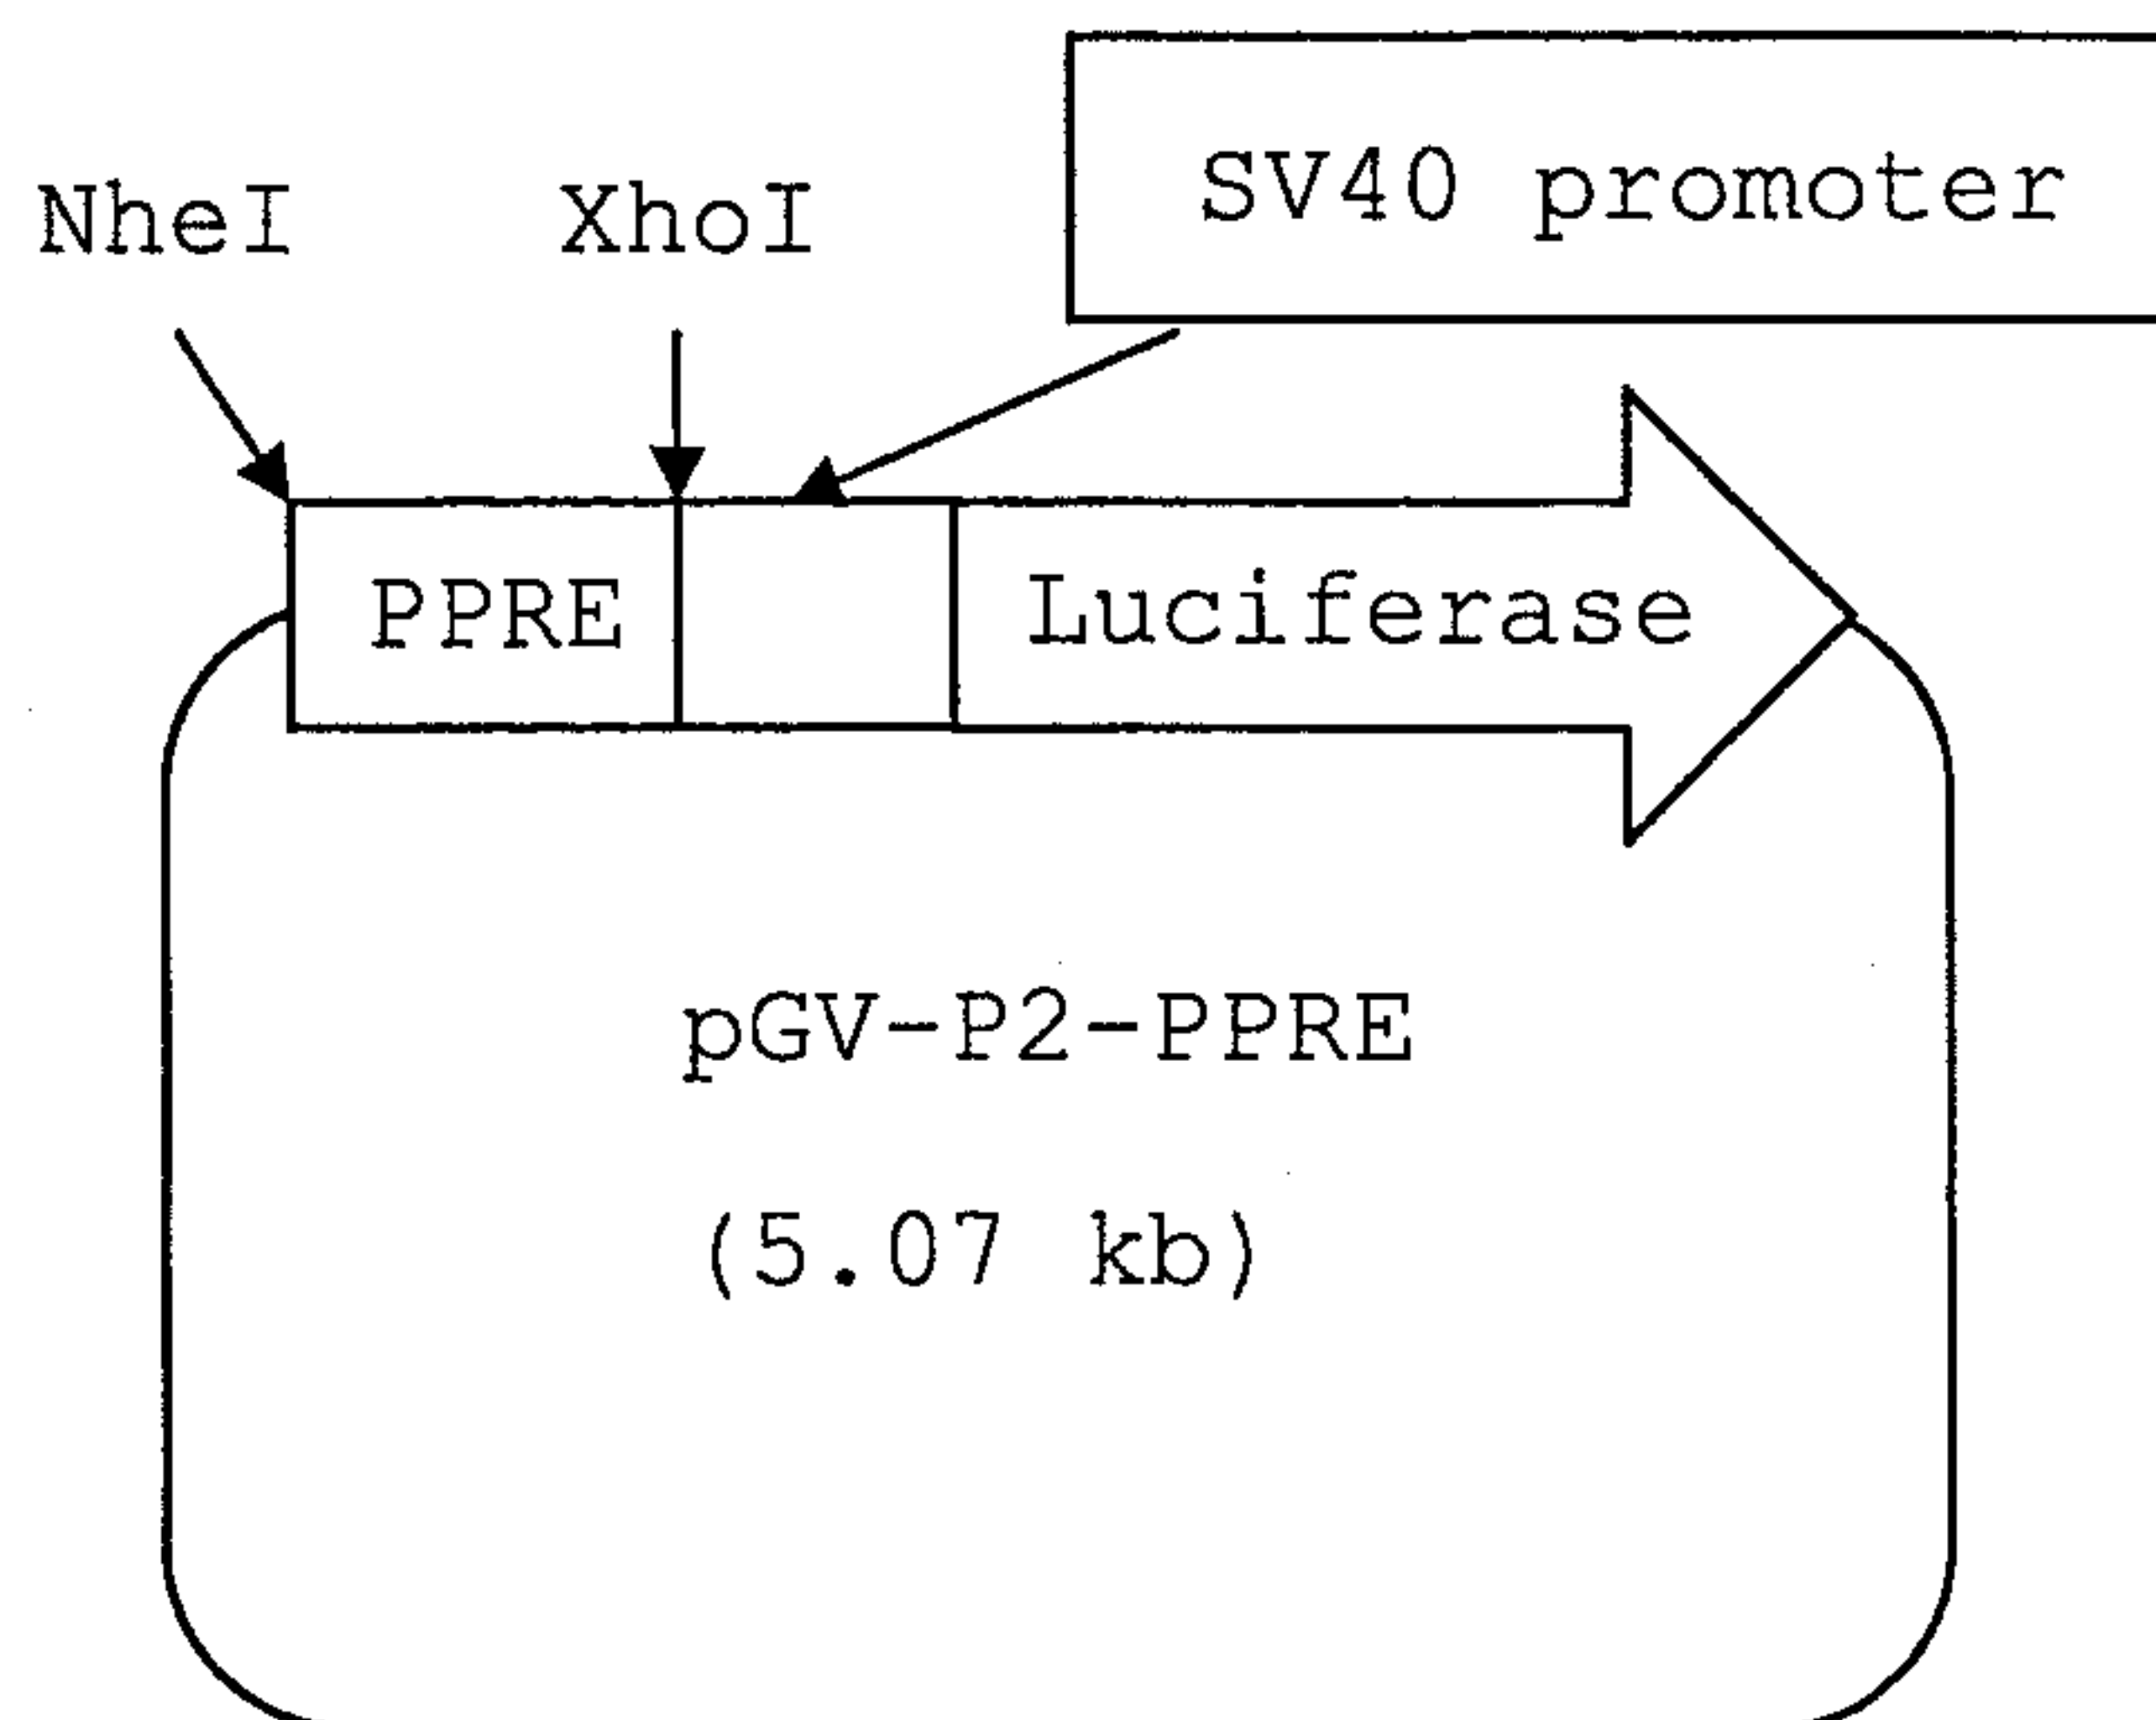 NheI
XhoI
SV40 promoter
PPRE
Luciferase
pGV-P2-PPRE
(5.07 kb)